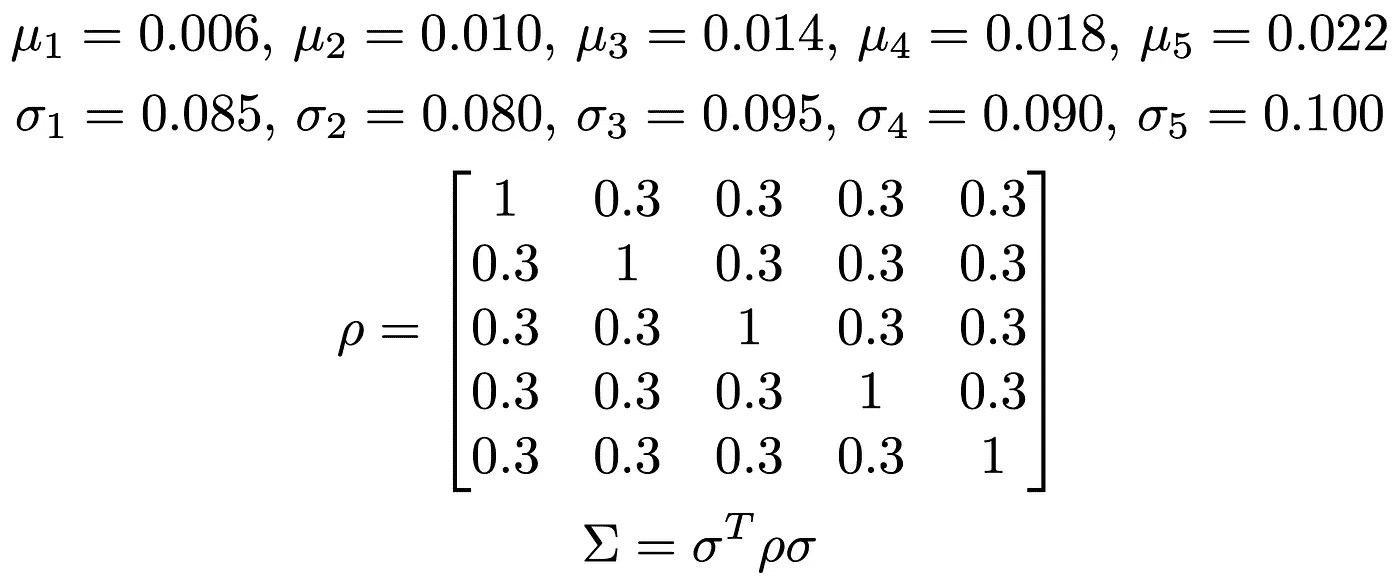 μ₁ = 0.006, μ₂ = 0.010, μ₃ = 0.014, μ₄ = 0.018, μ₅ = 0.022
σ₁ = 0.085, σ₂ = 0.080, σ₃ = 0.095, σ₄ = 0.090, σ₅ = 0.100
1 0.3 0.3 0.3 0.3
0.3 1 0.3 0.3 0.3
ρ = 0.3 0.3 1 0.3 0.3
0.3 0.3 0.3 1 0.3
0.3 0.3 0.3 0.3 1
Σ = σᵀρσ